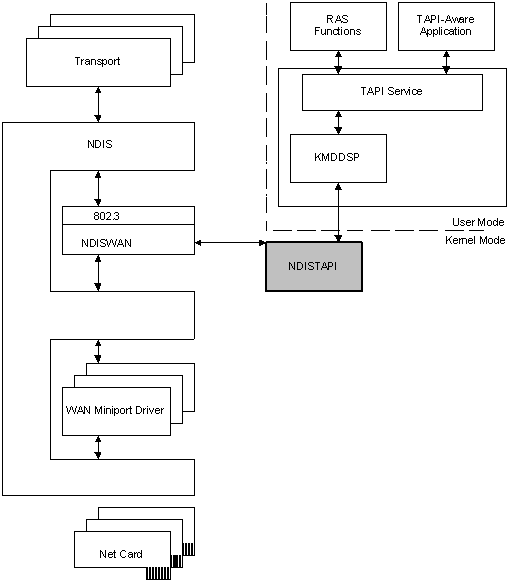 RAS
Functions
TAPI-Aware
Application
Transport
TAPI Service
NDIS
KMDDSP
802.3
User Mode
NDISWAN
Kernel Mode
NDISTAPI
WAN Miniport Driver
Net Card